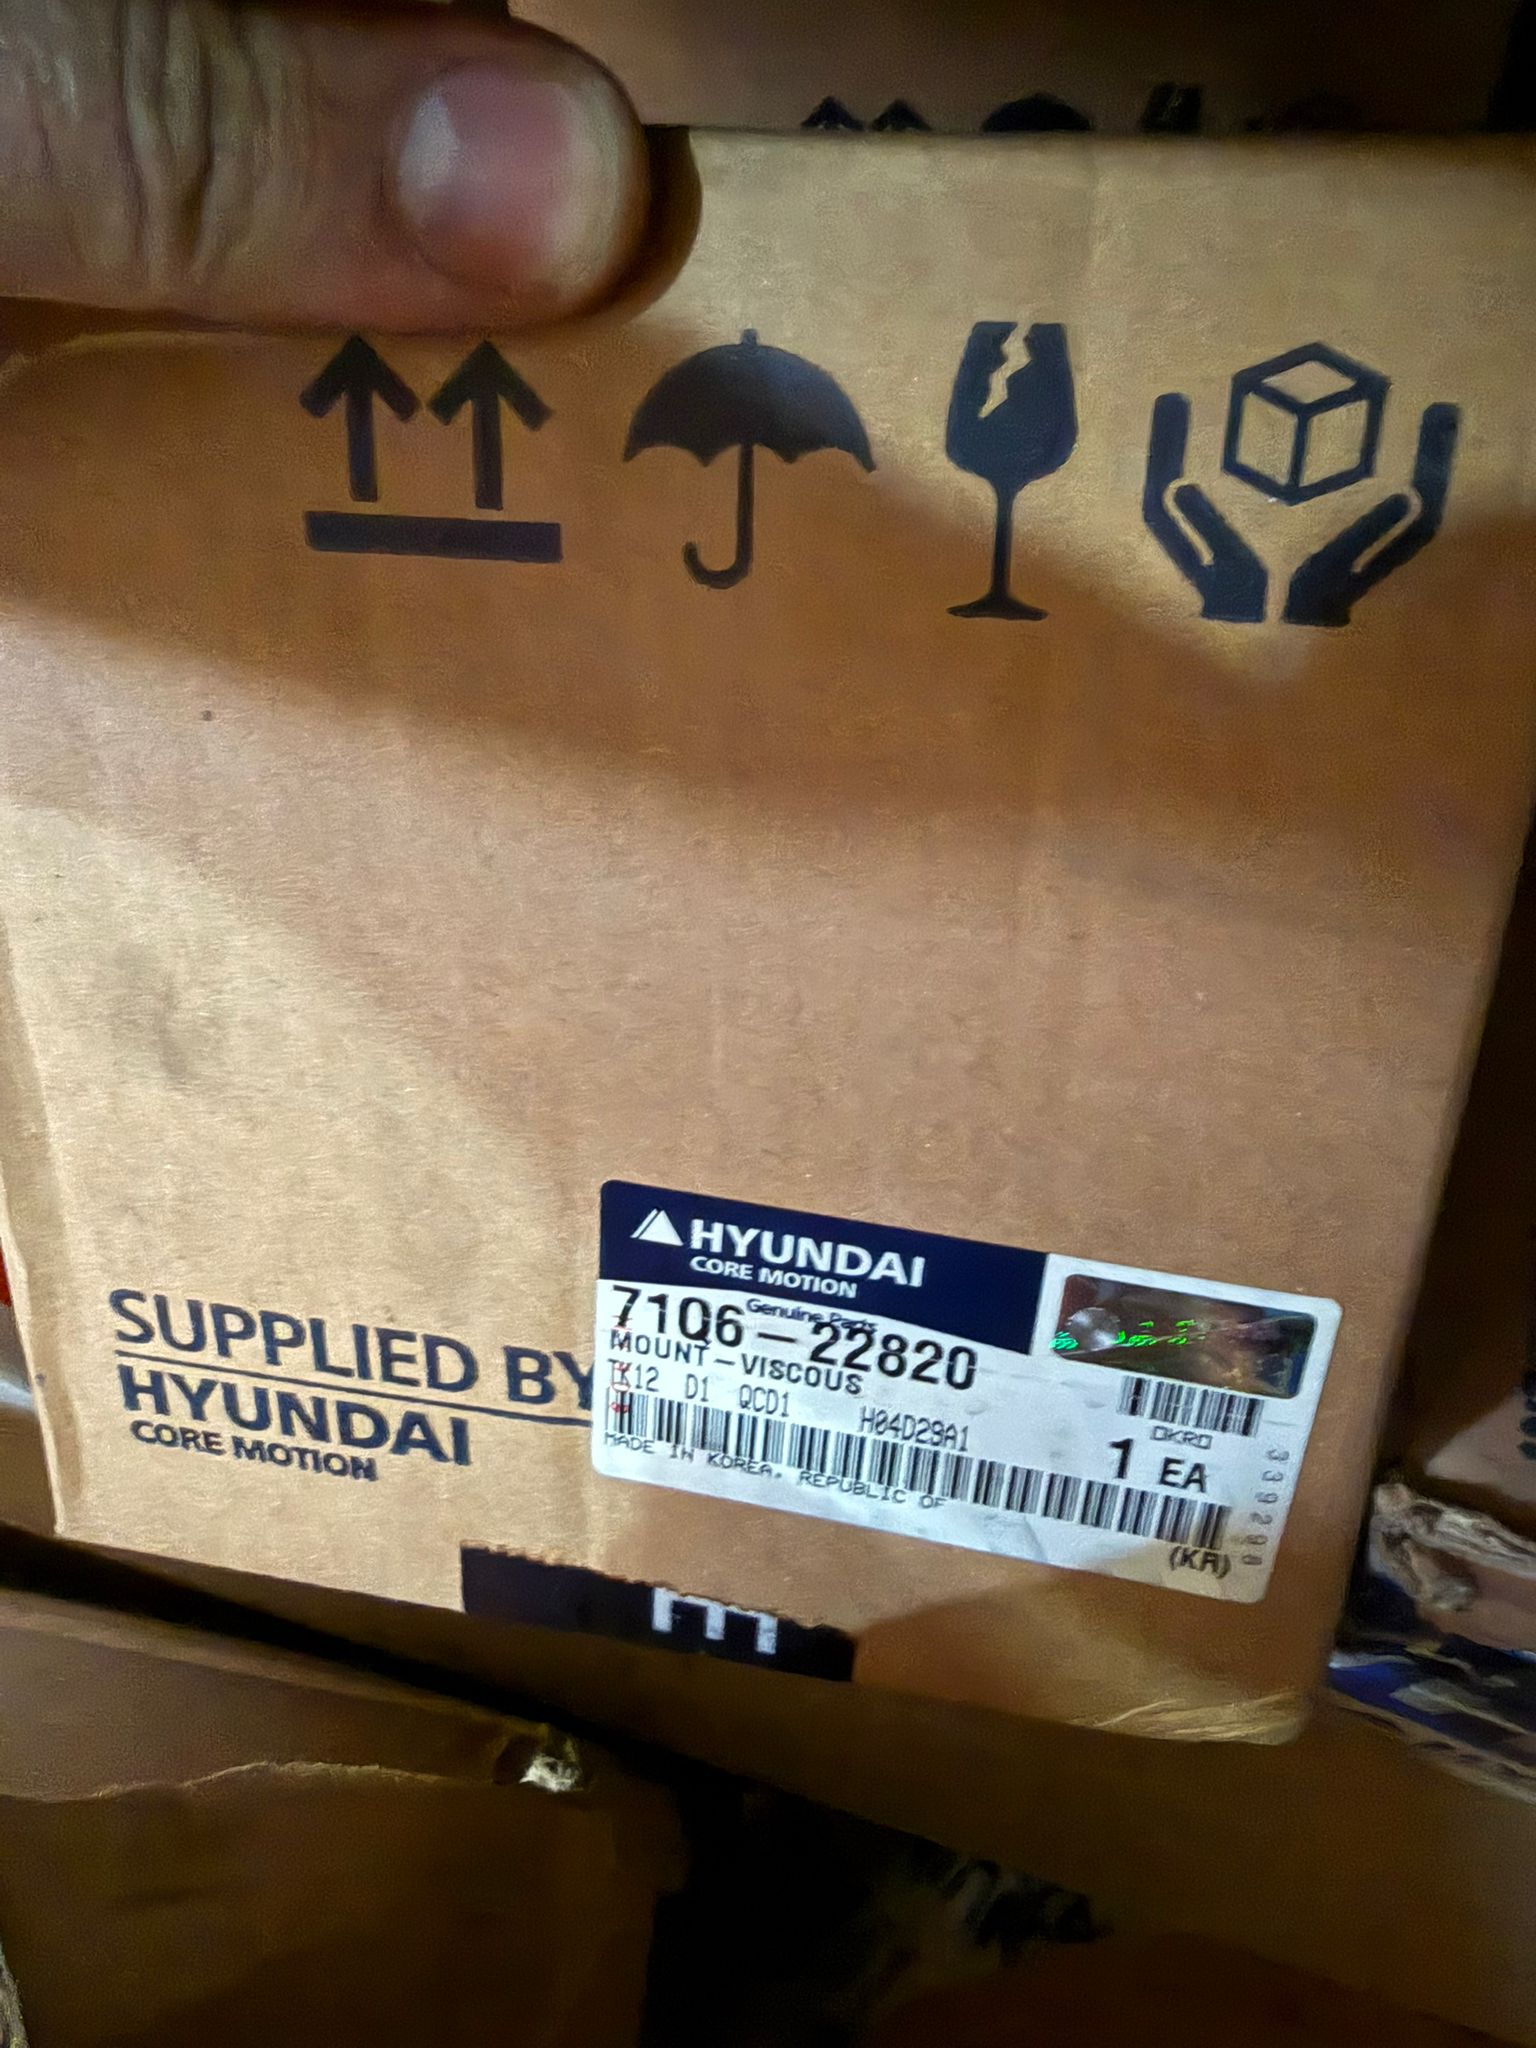 SUPPLIED BY
HYUNDAI
CORE MOTION
HYUNDAI
CORE MOTION
Genuine Parts
71Q6-22820
MOUNT-VISCOUS
TK12 D1 QCD1 H04D29A1
MADE IN KOREA, REPUBLIC OF
DKRD
1 EA
(KR)
339290